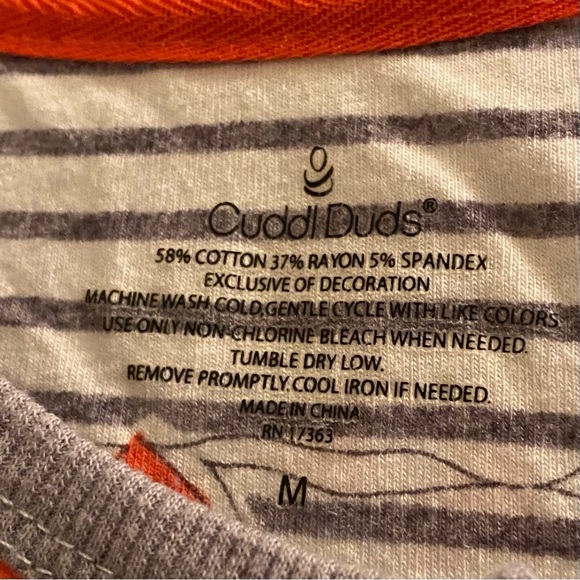 Cuddl Duds®
58% COTTON 37% RAYON 5% SPANDEX
EXCLUSIVE OF DECORATION
MACHINE WASH COLD,GENTLE CYCLE WITH LIKE COLORS
USE ONLY NON-CHLORINE BLEACH WHEN NEEDED.
TUMBLE DRY LOW.
REMOVE PROMPTLY.COOL IRON IF NEEDED.
MADE IN CHINA
RN 17363
M